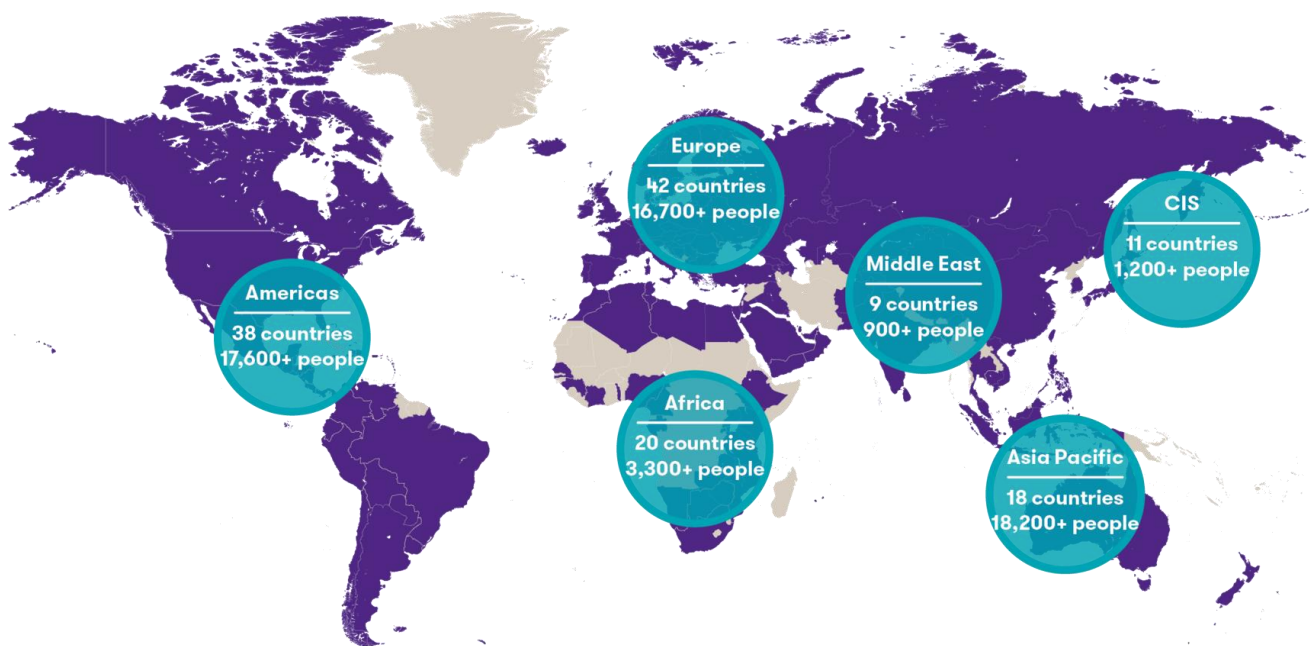 Europe
42 countries
16,700+ people
CIS
11 countries
1,200+ people
Middle East
9 countries
900+ people
Americas
38 countries
17,600+ people
Africa
20 countries
3,300+ people
Asia Pacific
18 countries
18,200+ people